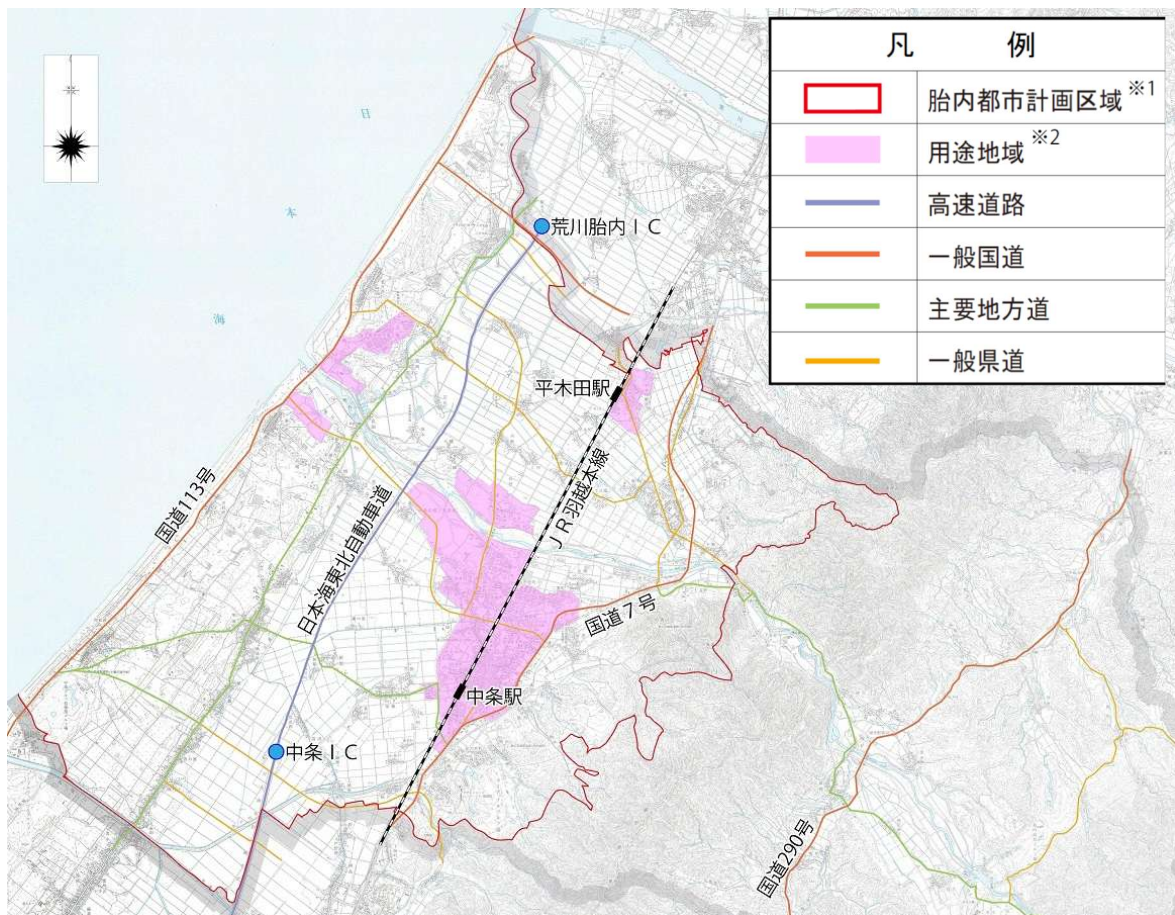 凡　例
胎内都市計画区域※1
用途地域※2
高速道路
一般国道
主要地方道
一般県道
日
本
海
荒川胎内ＩＣ
平木田駅
ＪＲ羽越本線
国道113号
日本海東北自動車道
国道７号
中条駅
中条ＩＣ
国道290号